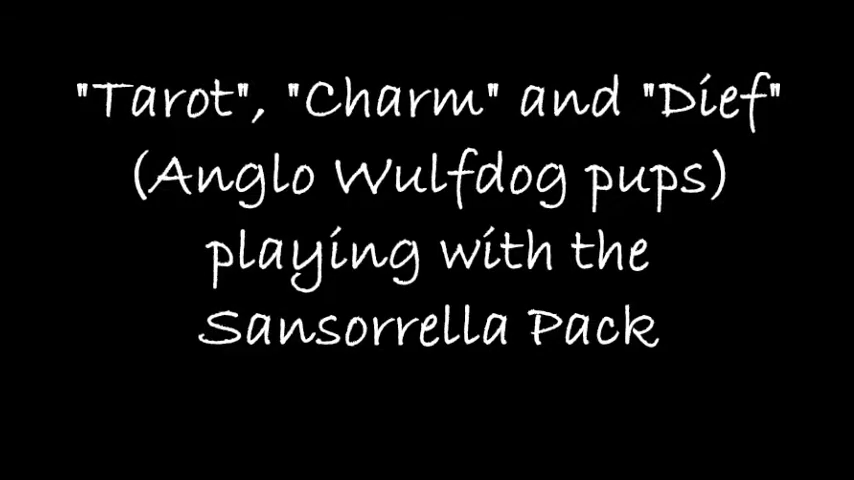 "Tarot", "Charm" and "Dief"
(Anglo Wulfdog pups)
playing with the
Sansorrella Pack